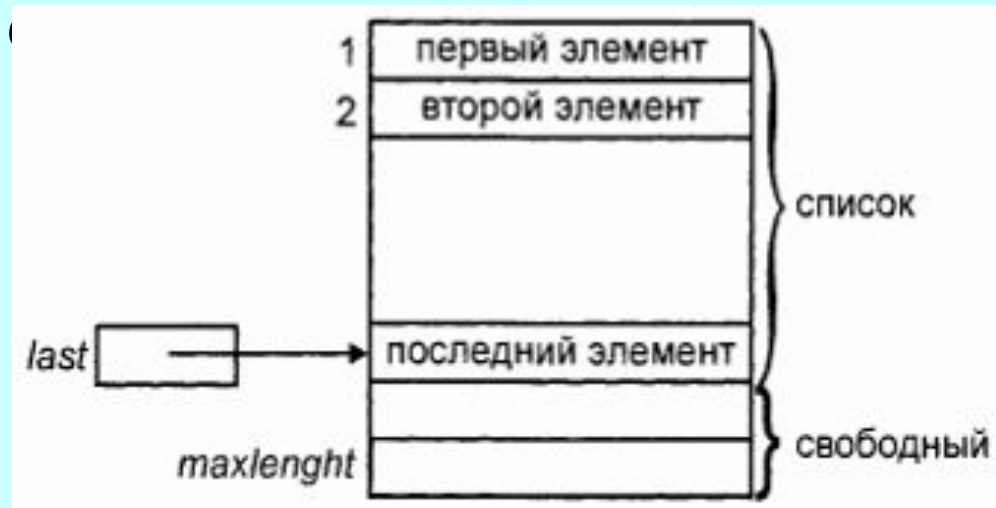 1 первый элемент
2 второй элемент
список
last последний элемент
свободный
maxlenght